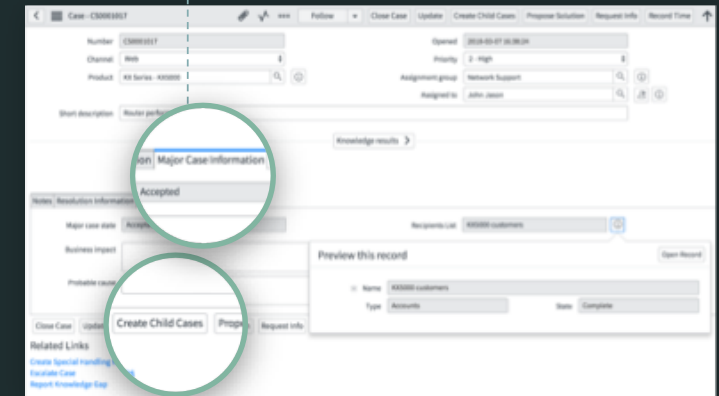 Case - CS0001017
Follow
Close Case Update Create Child Cases Propose Solution Request Info Record Time
Number CS0001017
Opened 2019-03-07 16:38:24
Channel Web
Priority 2 - High
Product KX Series - KX5000
Assignment group Network Support
Assigned to John Jason
Short description Router
Knowledge results
on Major Case Information
Accepted
Notes Resolution Information
Major case state
Recipients List KX5000 customers
Business impact
Preview this record Open Record
Probable cause
Name KX5000 customers
Type Accounts State Complete
Close Case Create Child Cases Request Info
Related Links
Create Special Handling
Escalate Case
Report Knowledge Gap